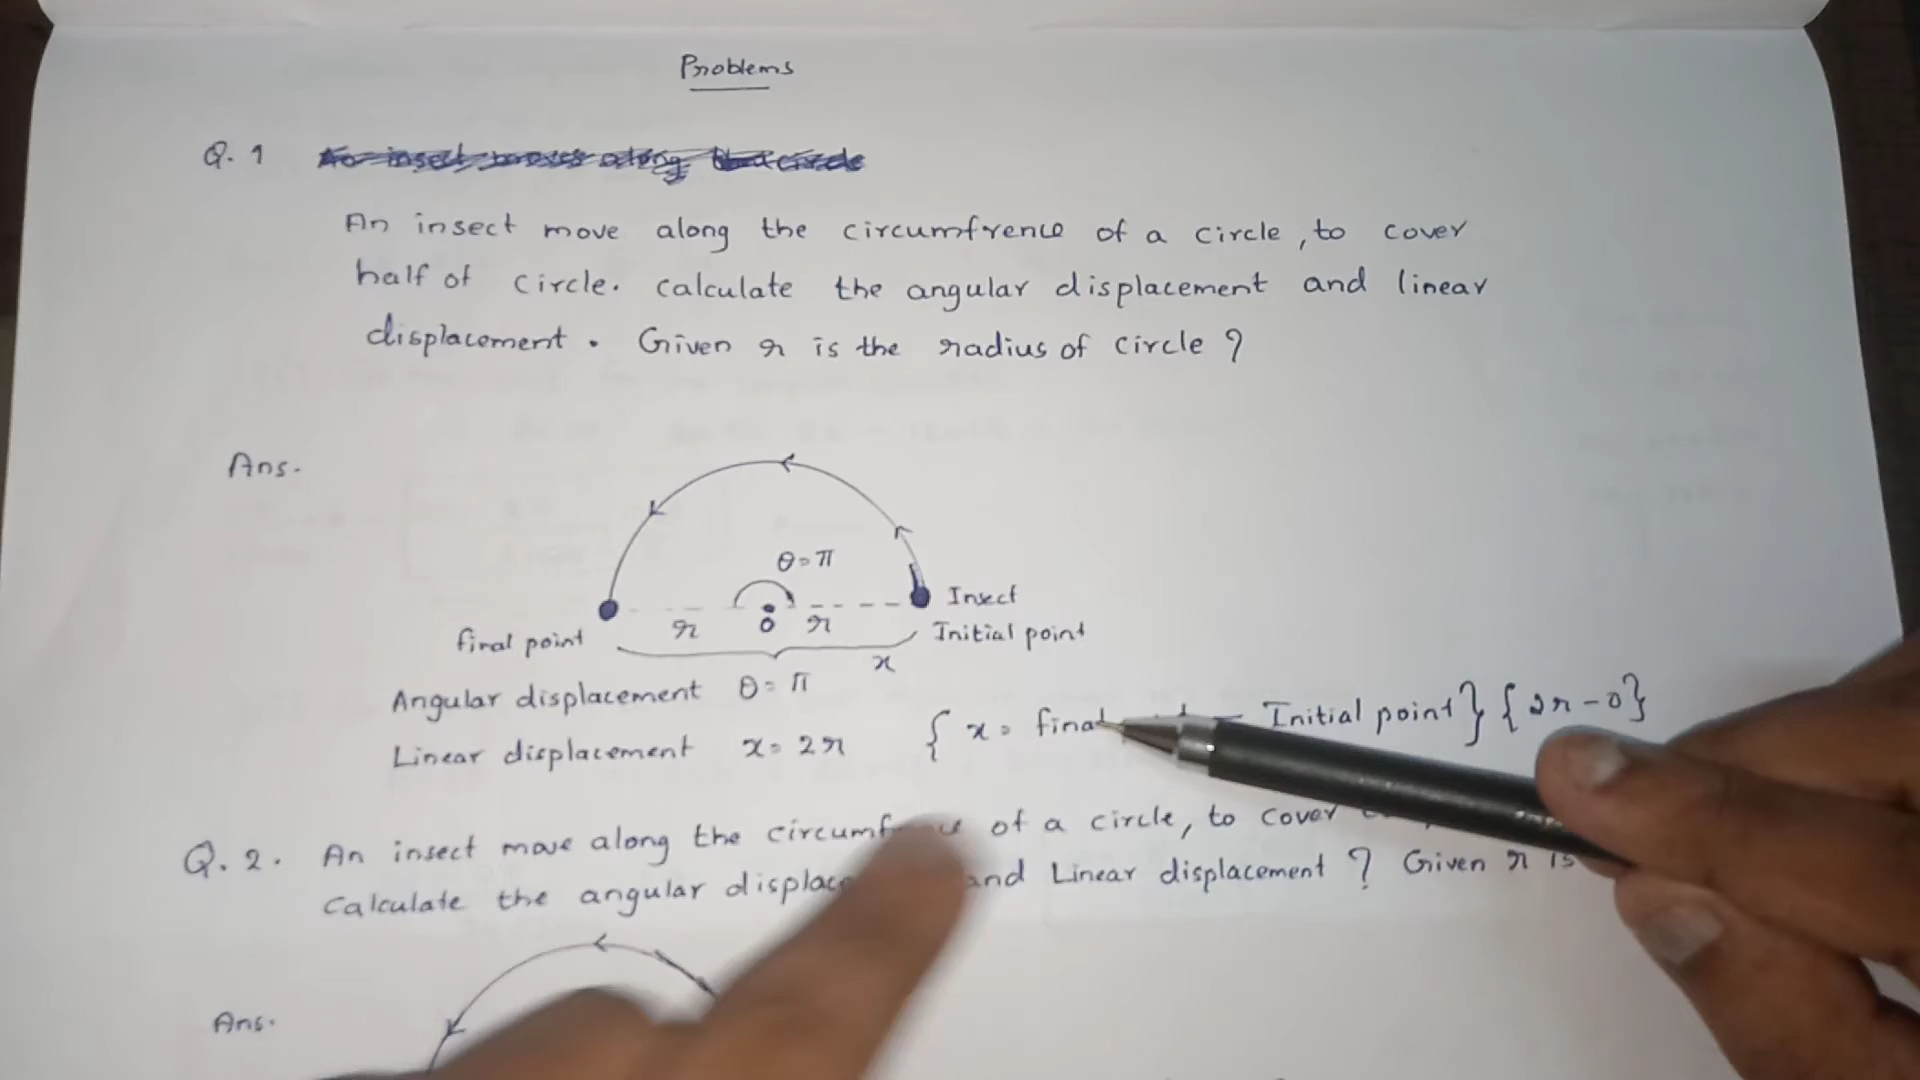 Problems
Q. 1
An insect move along the circumfrence of a circle, to cover
half of circle. calculate the angular displacement and linear
displacement. Given r is the radius of circle ?
Ans.
θ = π
Insect
r 0 r
final point Initial point
x
Angular displacement θ = π
Linear displacement x = 2r { x = final - Initial point } { 2r - 0 }
Q. 2. An insect move along the of a circle, to cover
Calculate the angular and Linear displacement ? Given r is
Ans.